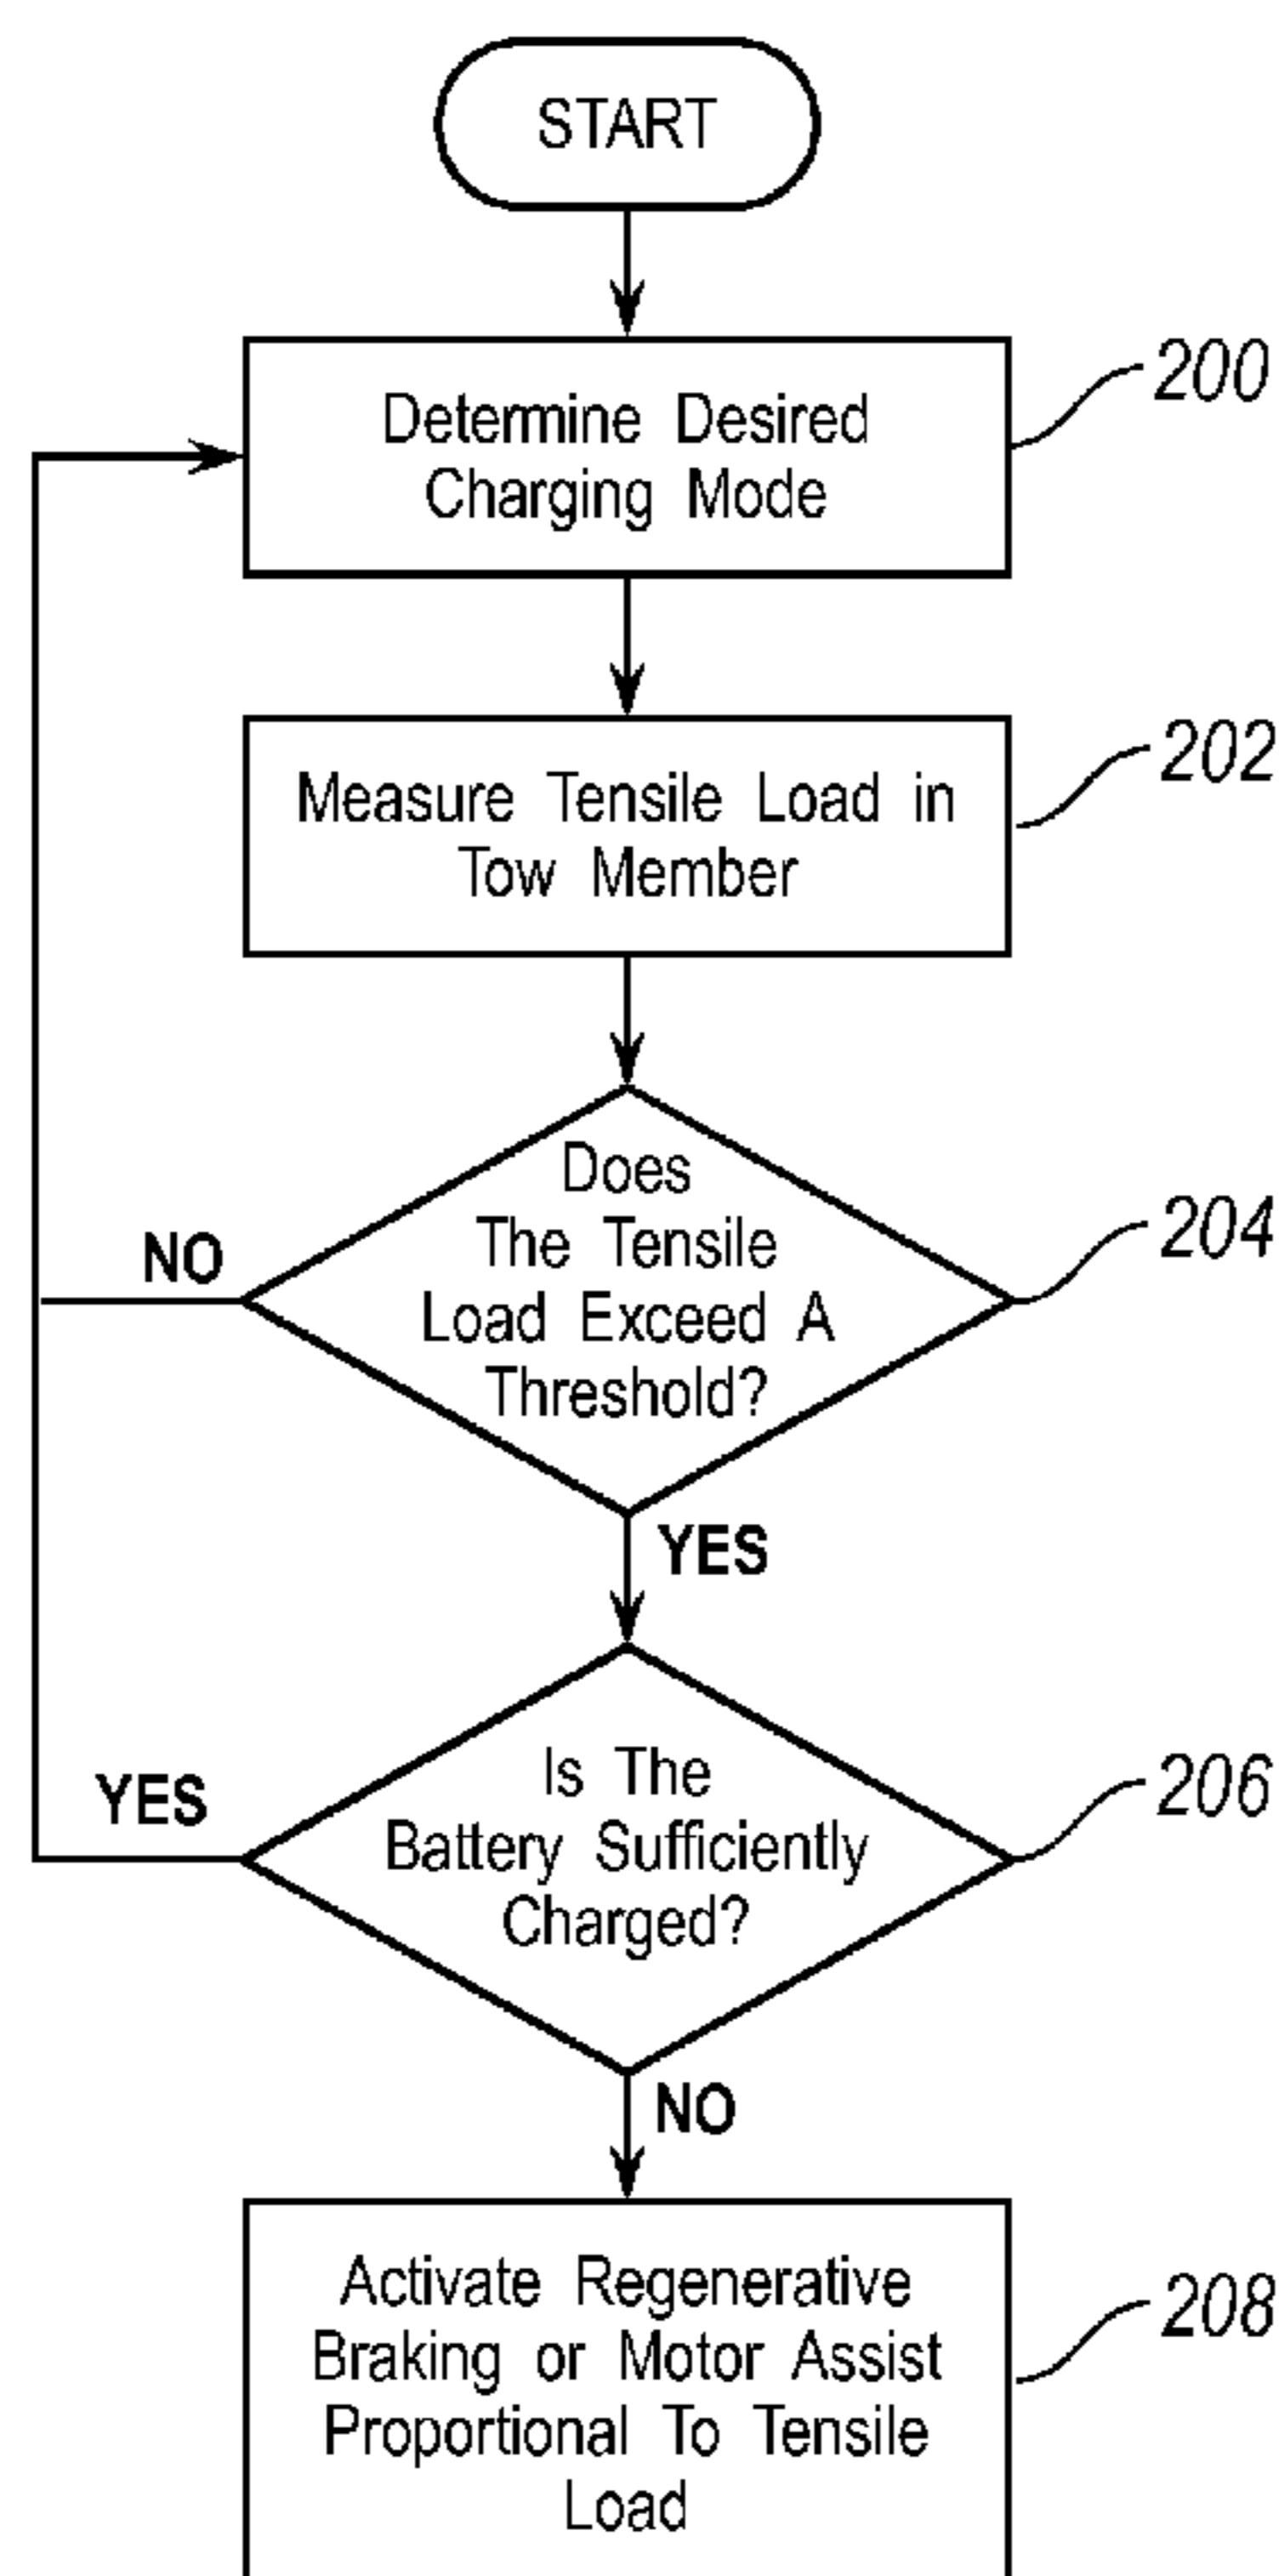 START
Determine Desired
Charging Mode
200
Measure Tensile Load in
Tow Member
202
Does
The Tensile
Load Exceed A
Threshold?
204
NO
YES
Is The
Battery Sufficiently
Charged?
206
YES
NO
Activate Regenerative
Braking or Motor Assist
Proportional To Tensile
Load
208